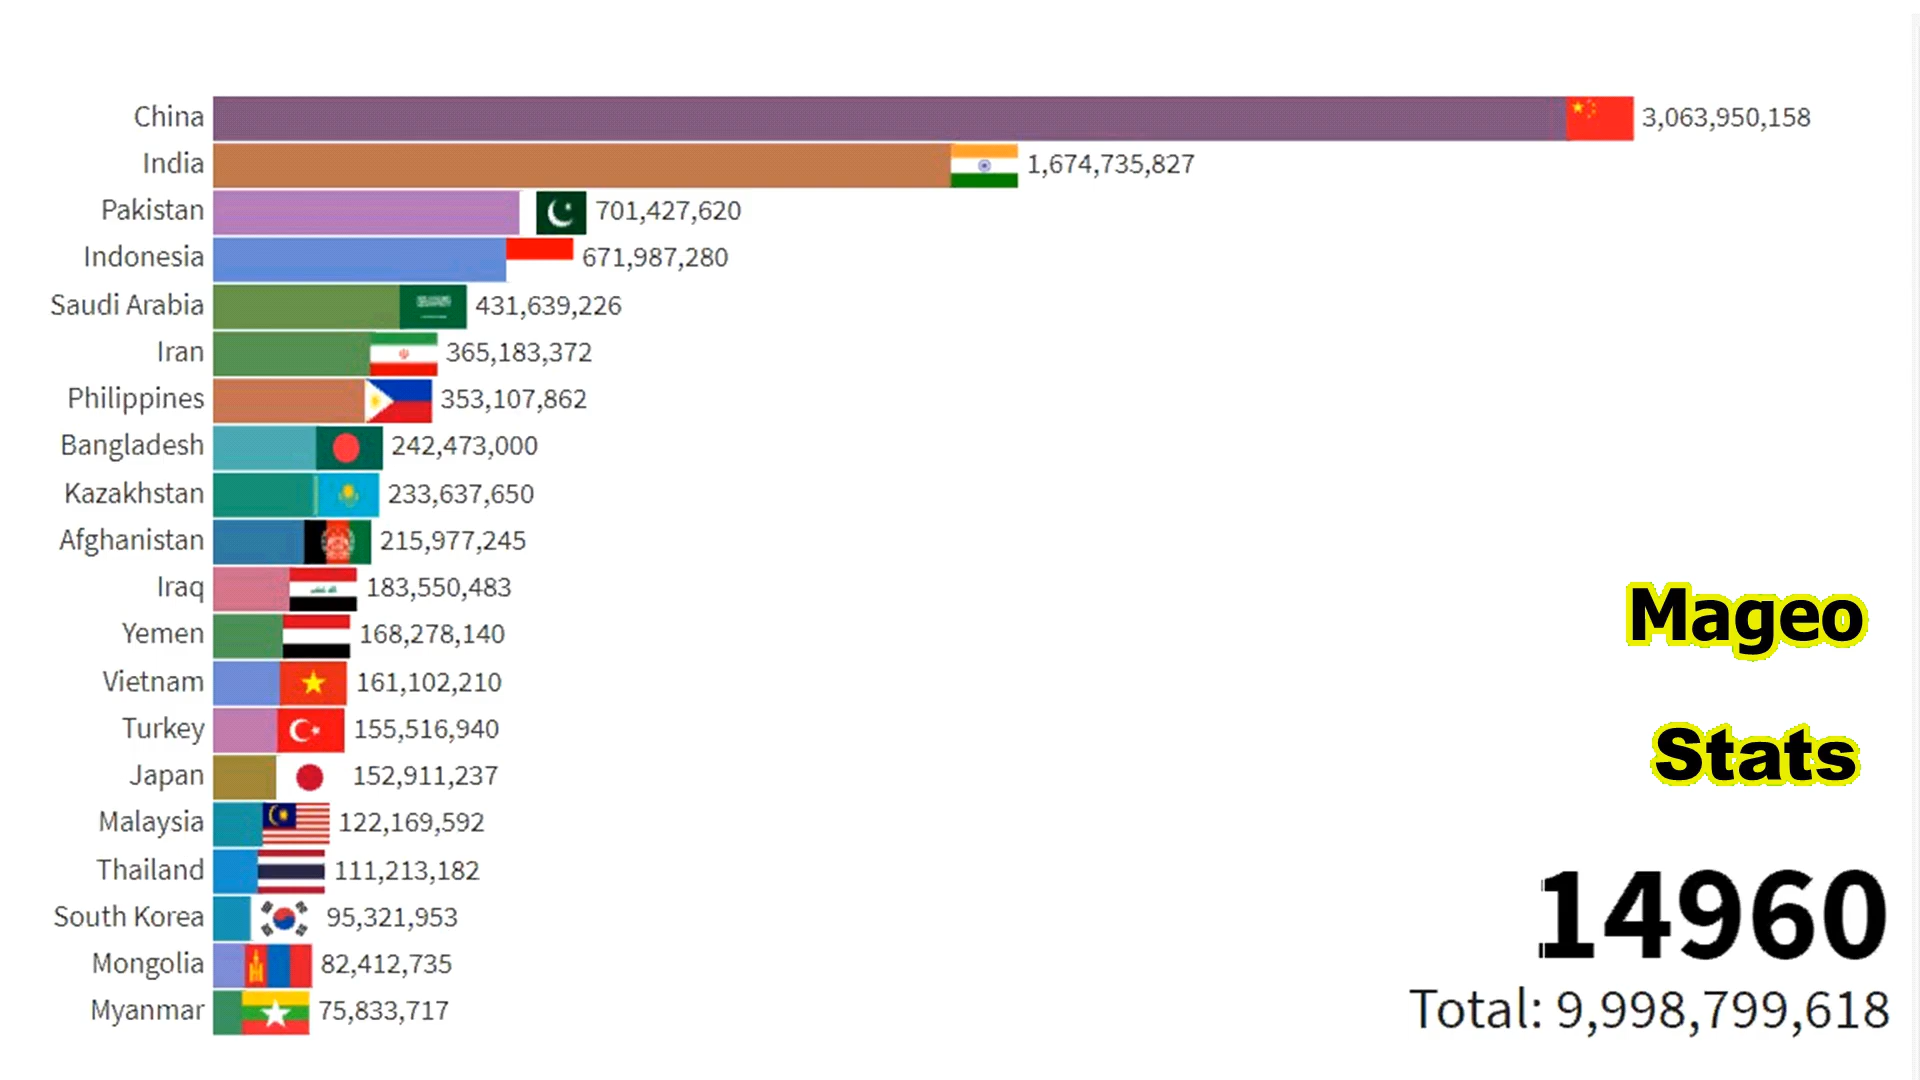 China 3,063,950,158
India 1,674,735,827
Pakistan 701,427,620
Indonesia 671,987,280
Saudi Arabia 431,639,226
Iran 365,183,372
Philippines 353,107,862
Bangladesh 242,473,000
Kazakhstan 233,637,650
Afghanistan 215,977,245
Iraq 183,550,483
Yemen 168,278,140
Vietnam 161,102,210
Turkey 155,516,940
Japan 152,911,237
Malaysia 122,169,592
Thailand 111,213,182
South Korea 95,321,953
Mongolia 82,412,735
Myanmar 75,833,717
Mageo
Stats
14960
Total: 9,998,799,618